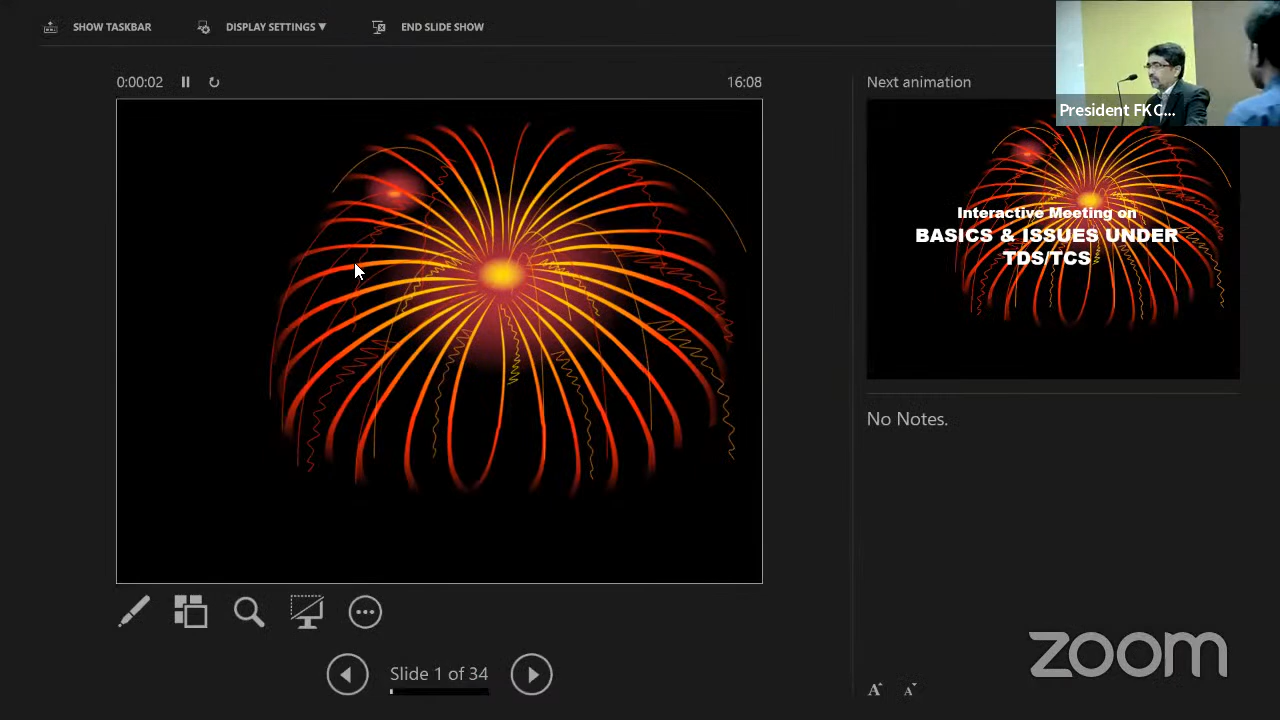 SHOW TASKBAR
DISPLAY SETTINGS ▼
END SLIDE SHOW
0:00:02
16:08
Next animation
President FKC...
Interactive Meeting on
BASICS & ISSUES UNDER
TDS/TCS
No Notes.
Slide 1 of 34
A A
zoom